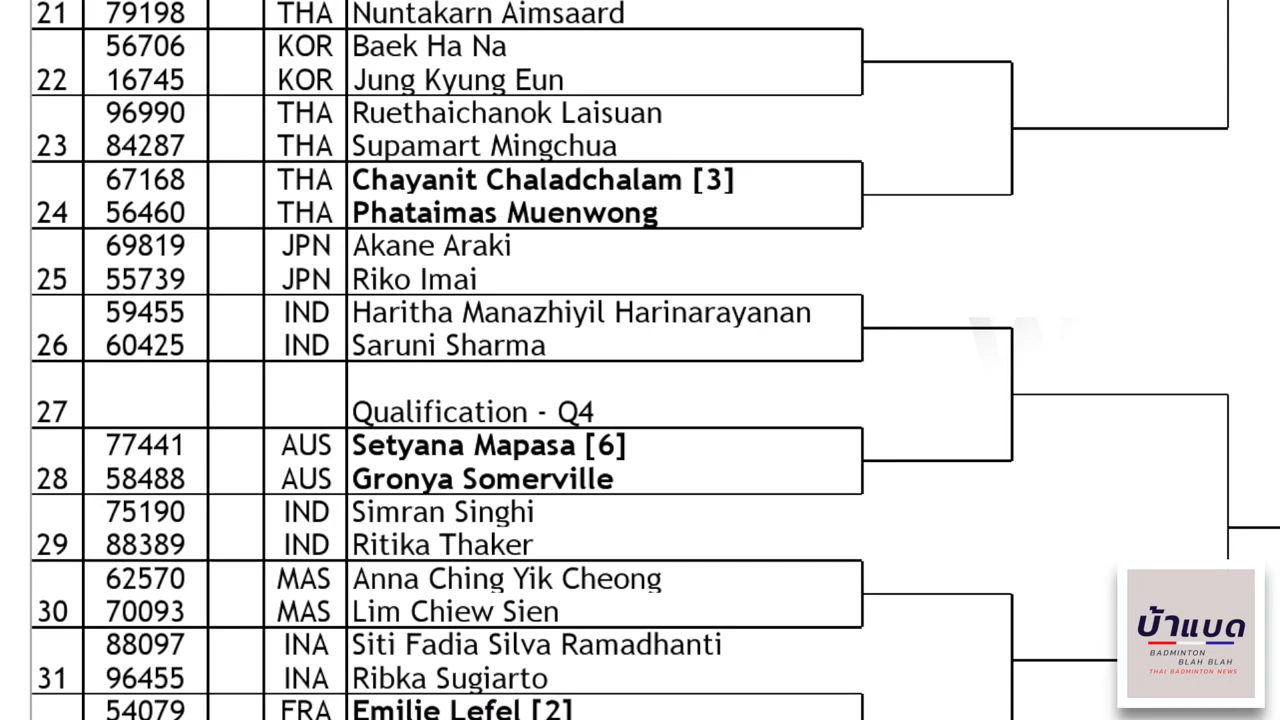 21 79198 THA Nuntakarn Aimsaard
56706 KOR Baek Ha Na
22 16745 KOR Jung Kyung Eun
96990 THA Ruethaichanok Laisuan
23 84287 THA Supamart Mingchua
67168 THA Chayanit Chaladchalam [3]
24 56460 THA Phataimas Muenwong
69819 JPN Akane Araki
25 55739 JPN Riko Imai
59455 IND Haritha Manazhiyil Harinarayanan
26 60425 IND Saruni Sharma
27 Qualification - Q4
77441 AUS Setyana Mapasa [6]
28 58488 AUS Gronya Somerville
75190 IND Simran Singhi
29 88389 IND Ritika Thaker
62570 MAS Anna Ching Yik Cheong
30 70093 MAS Lim Chiew Sien
88097 INA Siti Fadia Silva Ramadhanti
31 96455 INA Ribka Sugiarto
54079 FRA Emilie Lefel [2]
บ้าแบด
BADMINTON
BLAH BLAH
THAI BADMINTON NEWS